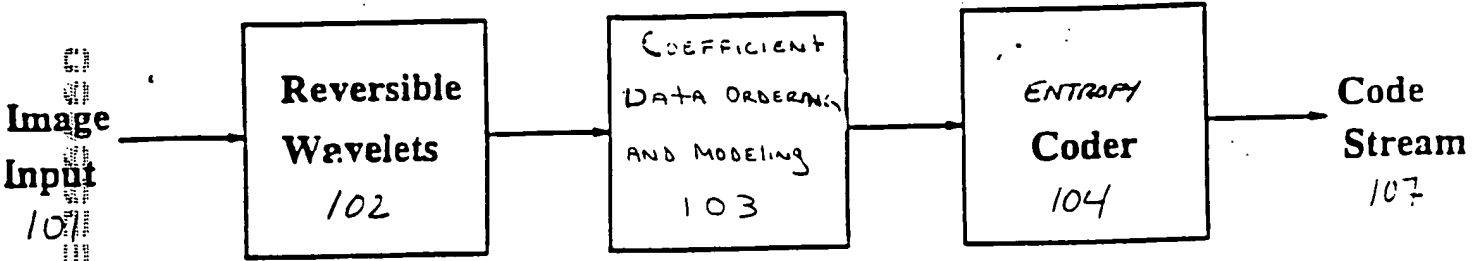 Image
Input
101
Reversible
Wavelets
102
COEFFICIENT
DATA ORDERING
AND MODELING
103
ENTROPY
Coder
104
Code
Stream
107